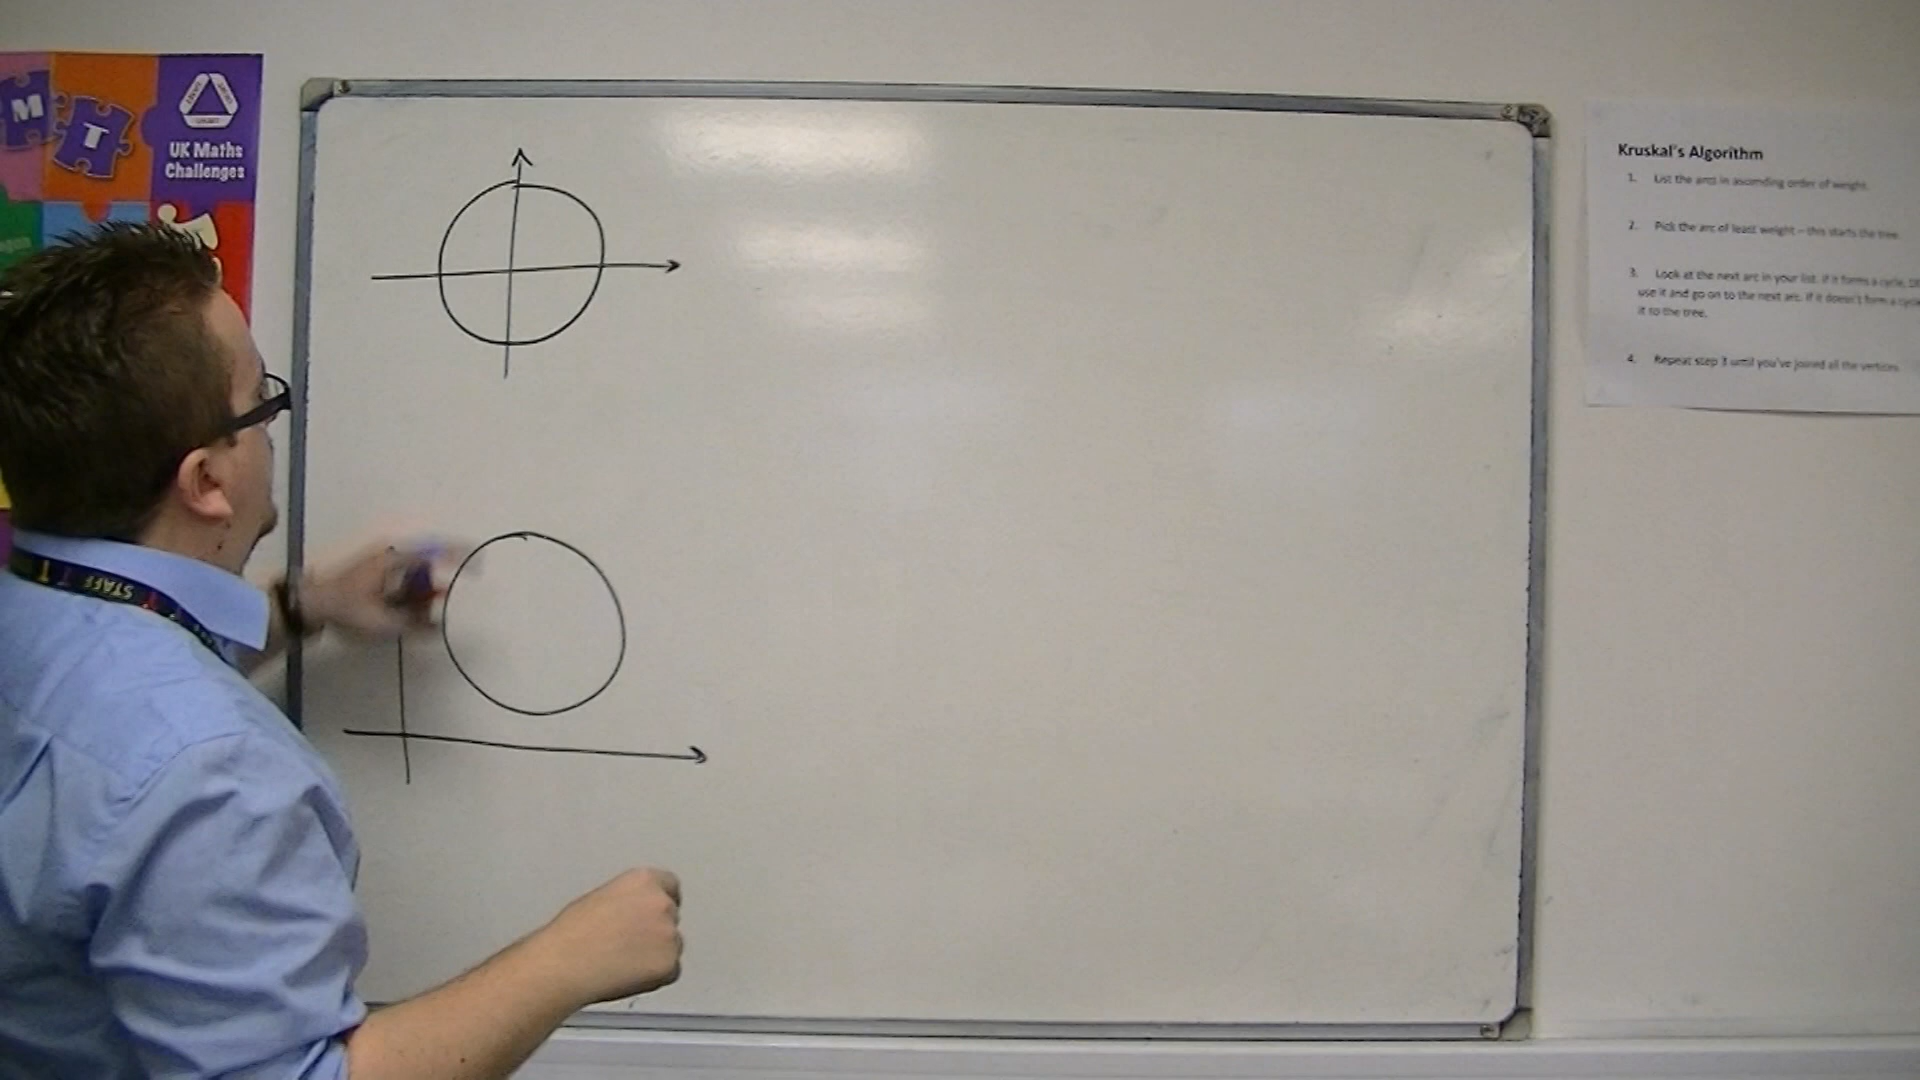 M
T
UK Maths
Challenges
STAFF
Kruskal's Algorithm
1. List the arcs in ascending order of weight.
2. Pick the arc of least weight – this starts the tree.
3. Look at the next arc in your list. If it forms a cycle,
use it and go on to the next arc. If it doesn't form a cycle
it to the tree.
4. Repeat step 3 until you've joined all the vertices.